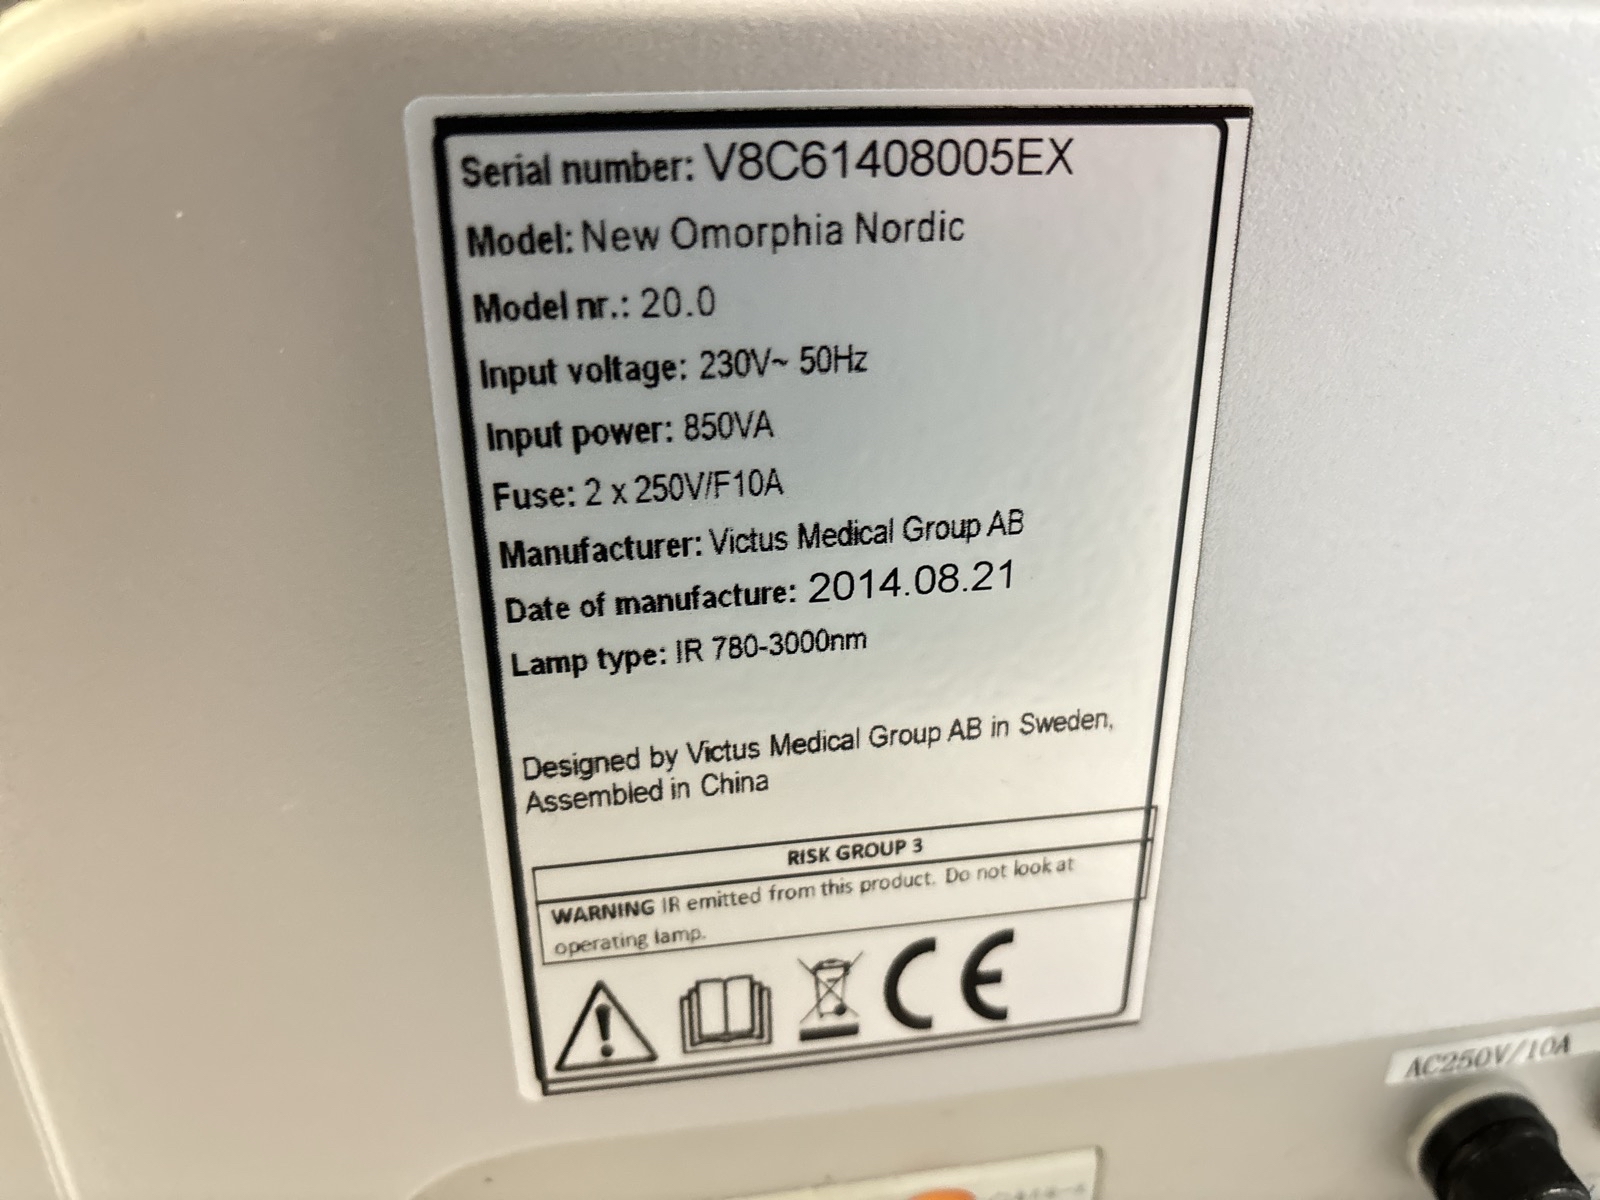 Serial number: V8C61408005EX
Model: New Omorphia Nordic
Model nr.: 20.0
Input voltage: 230V~ 50Hz
Input power: 850VA
Fuse: 2 x 250V/F10A
Manufacturer: Victus Medical Group AB
Date of manufacture: 2014.08.21
Lamp type: IR 780-3000nm
Designed by Victus Medical Group AB in Sweden,
Assembled in China
RISK GROUP 3
WARNING IR emitted from this product. Do not look at
operating lamp.
CE
AC250V/10A